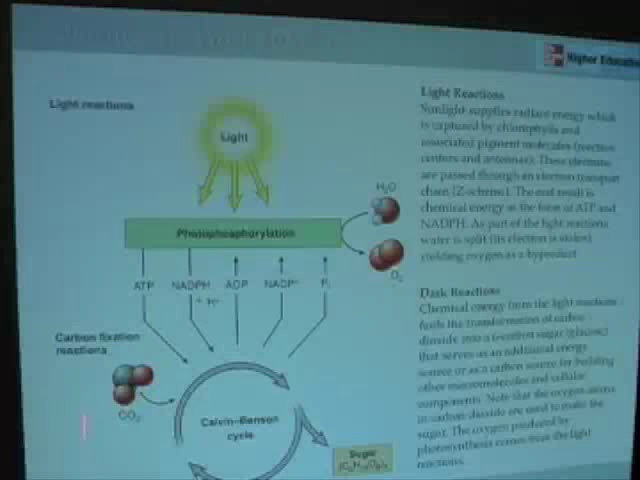 Higher Education
Light reactions
Light
H₂O
Photophosphorylation
O₂
ATP NADPH ADP NADP⁺ Pᵢ
+ H⁺
Carbon fixation
reactions
CO₂
Calvin–Benson
cycle
Sugar
Light Reactions
Sunlight supplies radiant energy which
is captured by chlorophylls and
associated pigment molecules (reaction
centers and antennas). These electrons
are passed through an electron transport
chain (Z-scheme). The end result is
chemical energy in the form of ATP and
NADPH. As part of the light reactions
water is split (its electron is stolen)
yielding oxygen as a byproduct
Dark Reactions
Chemical energy from the light reactions
fuels the transformation of carbon
dioxide into a 6-carbon sugar (glucose)
that serves as an additional energy
source or as a carbon source for building
other macromolecules and cellular
components. Note that the oxygen atoms
in carbon dioxide are used to make the
sugar. The oxygen produced by
photosynthesis comes from the light
reactions.